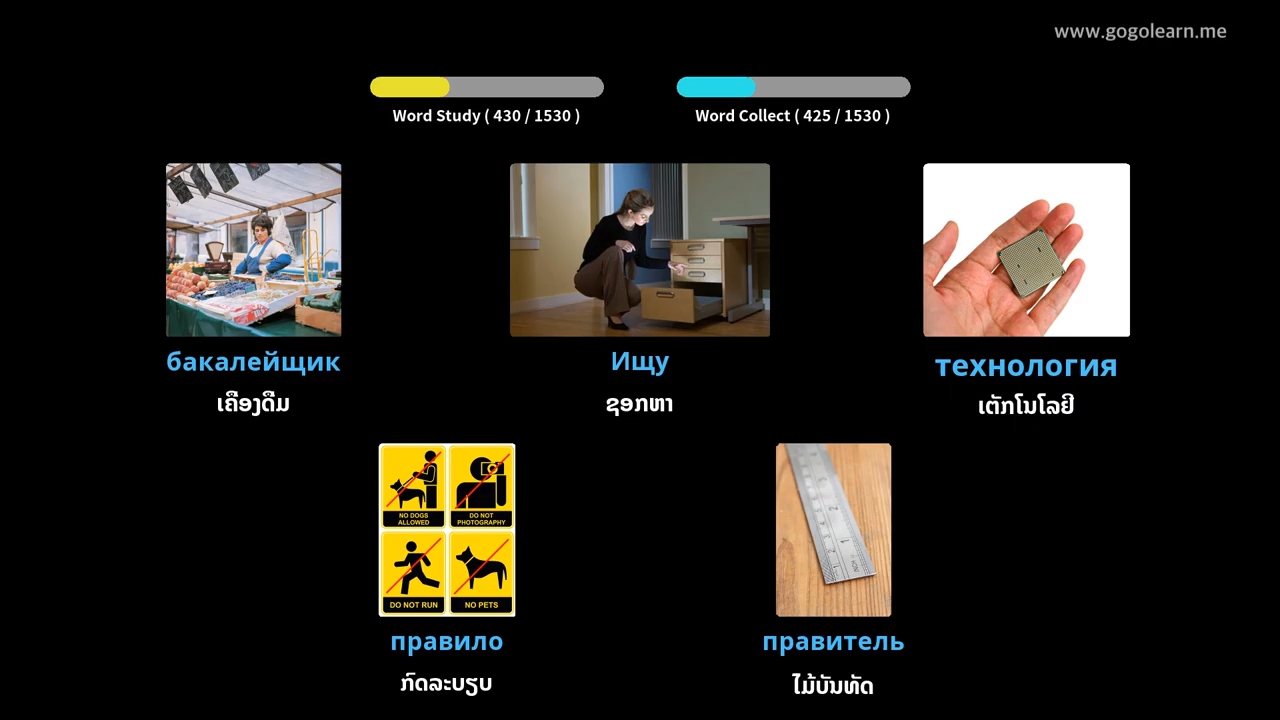 www.gogolearn.me
Word Study ( 430 / 1530 )
Word Collect ( 425 / 1530 )
бакалейщик
Ищу
технология
ເຄື່ອງດື່ມ
ຊອກຫາ
ເຕັກໂນໂລຢີ
NO DOGS
ALLOWED
DO NOT
PHOTOGRAPHY
DO NOT RUN
NO PETS
2
1
правило
правитель
ກົດລະບຽບ
ໄມ້ບັນທັດ